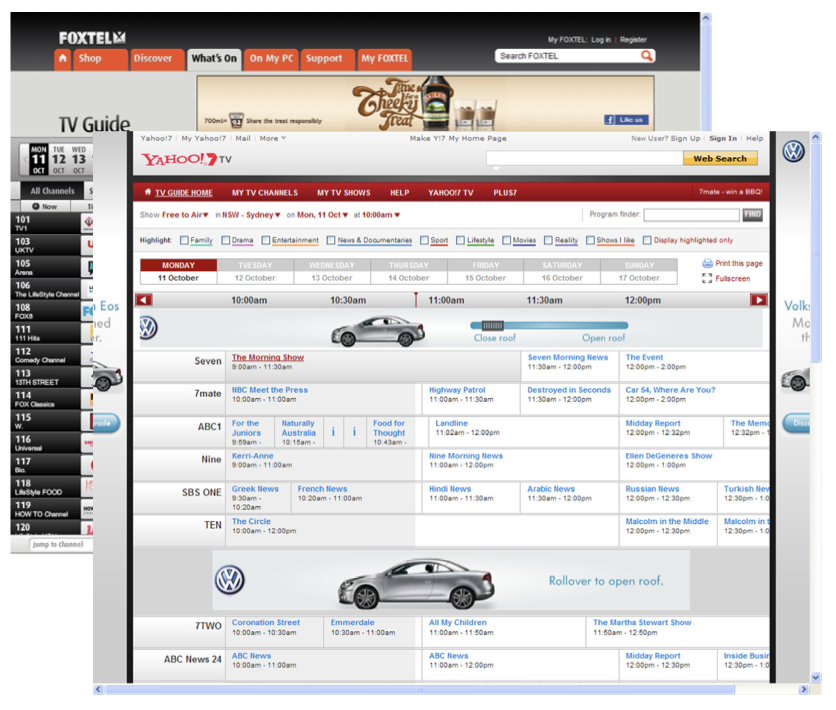 FOXTEL
My FOXTEL: Log in | Register
Shop Discover What's On On My PC Support My FOXTEL
Search FOXTEL
Time for a Cheeky Treat
700ml= Share the treat responsibly
Like us
TV Guide
MON TUE WED
11 12 13
OCT OCT OCT
All Channels
Now
101
TV1
103
UKTV
105
Arena
106
The LifeStyle Channel
108
FOX8
111
111 Hits
112
Comedy Channel
113
13TH STREET
114
FOX Classics
115
W.
116
Universal
117
Bio.
118
LifeStyle FOOD
119
HOW TO Channel
120
Jump to channel
Yahoo!7 | My Yahoo!7 | Mail | More
Make Y!7 My Home Page
New User? Sign Up | Sign In | Help
YAHOO!7 TV
Web Search
TV GUIDE HOME MY TV CHANNELS MY TV SHOWS HELP YAHOO!7 TV PLUS7
7mate - win a BBQ!
Show Free to Air in NSW - Sydney on Mon, 11 Oct at 10:00am
Program finder: FIND
Highlight: Family Drama Entertainment News & Documentaries Sport Lifestyle Movies Reality Shows I like Display highlighted only
MONDAY TUESDAY WEDNESDAY THURSDAY FRIDAY SATURDAY SUNDAY
11 October 12 October 13 October 14 October 15 October 16 October 17 October
Print this page
Fullscreen
10:00am 10:30am 11:00am 11:30am 12:00pm
Eos
Close roof Open roof
Seven
The Morning Show
9:00am - 11:30am
Seven Morning News
11:30am - 12:00pm
The Event
12:00pm - 2:00pm
7mate
NBC Meet the Press
10:00am - 11:00am
Highway Patrol
11:00am - 11:30am
Destroyed in Seconds
11:30am - 12:00pm
Car 54, Where Are You?
12:00pm - 2:00pm
ABC1
For the Juniors
9:59am -
Naturally Australia
10:15am -
i
i
Food for Thought
10:43am -
Landline
11:02am - 12:00pm
Midday Report
12:00pm - 12:32pm
The Memo
12:32pm - 1
Nine
Kerri-Anne
9:00am - 11:00am
Nine Morning News
11:00am - 12:00pm
Ellen DeGeneres Show
12:00pm - 1:00pm
SBS ONE
Greek News
9:30am -
10:20am
French News
10:20am - 11:00am
Hindi News
11:00am - 11:30am
Arabic News
11:30am - 12:00pm
Russian News
12:00pm - 12:30pm
Turkish New
12:30pm - 1:0
TEN
The Circle
10:00am - 12:00pm
Malcolm in the Middle
12:00pm - 12:30pm
Malcolm in t
12:30pm - 1:0
Rollover to open roof.
7TWO
Coronation Street
10:00am - 10:30am
Emmerdale
10:30am - 11:00am
All My Children
11:00am - 11:50am
The Martha Stewart Show
11:50am - 12:50pm
ABC News 24
ABC News
10:00am - 11:00am
ABC News
11:00am - 12:00pm
Midday Report
12:00pm - 12:30pm
Inside Busin
12:30pm - 1:0